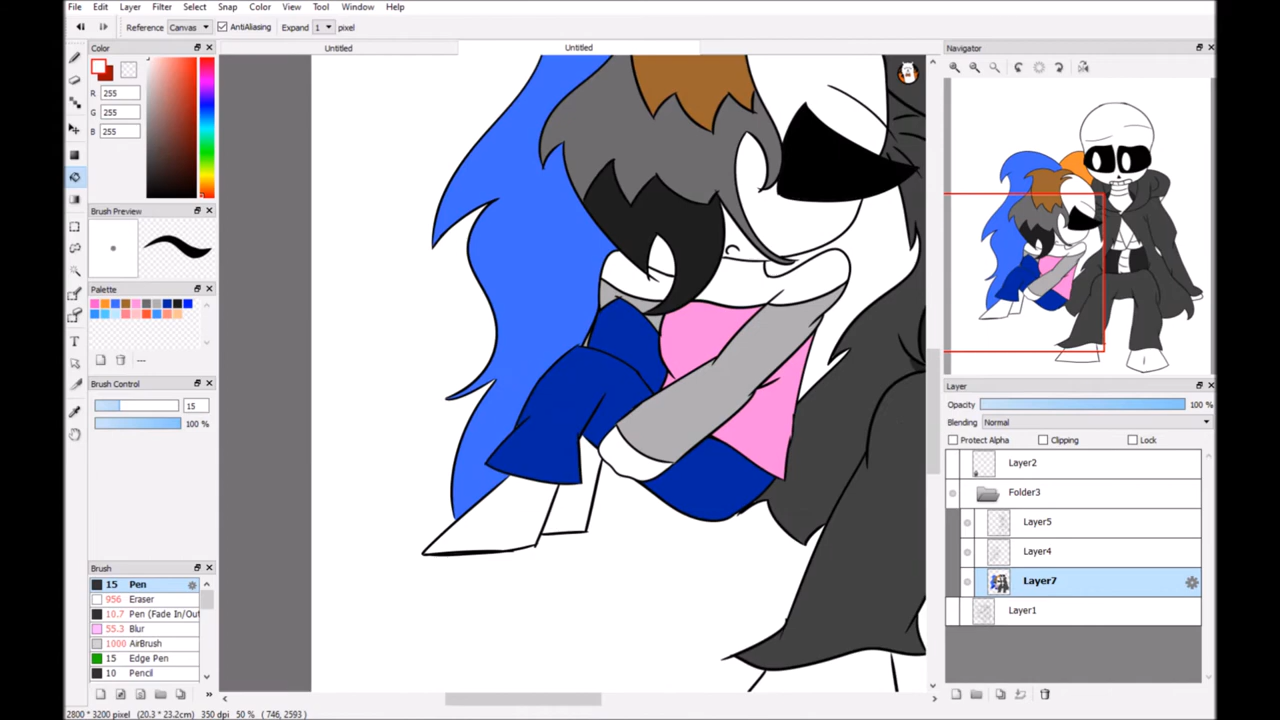 File Edit Layer Filter Select Snap Color View Tool Window Help
Reference Canvas AntiAliasing Expand 1 pixel
Color
Untitled
Untitled
Navigator
R 255
G 255
B 255
Brush Preview
Palette
---
Brush Control
15
100 %
Layer
Opacity 100 %
Blending Normal
Protect Alpha Clipping Lock
Layer2
Folder3
Layer5
Layer4
Layer7
Layer1
Brush
15 Pen
956 Eraser
10.7 Pen (Fade In/Out
55.3 Blur
1000 AirBrush
15 Edge Pen
10 Pencil
2800 * 3200 pixel (20.3 * 23.2cm) 350 dpi 50 % ( 746, 2593 )